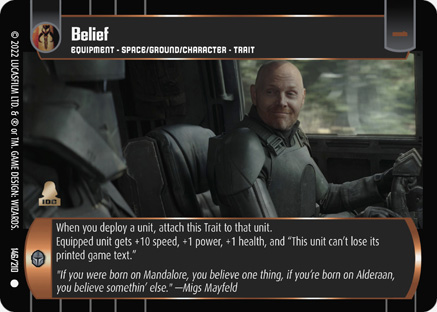 Belief
EQUIPMENT - SPACE/GROUND/CHARACTER - TRAIT
When you deploy a unit, attach this Trait to that unit.
Equipped unit gets +10 speed, +1 power, +1 health, and “This unit can’t lose its
printed game text.”
"If you were born on Mandalore, you believe one thing, if you're born on Alderaan,
you believe somethin' else." —Migs Mayfeld
© 2022 LUCASFILM LTD. & ® or TM. GAME DESIGN: WIZARDS.
146/210